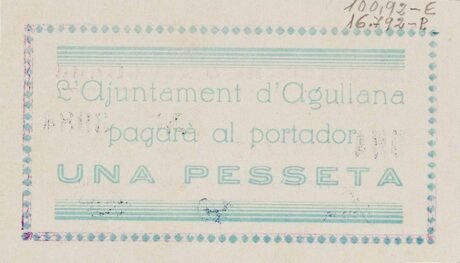 100,92-E
16.792-P
L'Ajuntament d'Agullana
pagarà al portador
UNA PESSETA